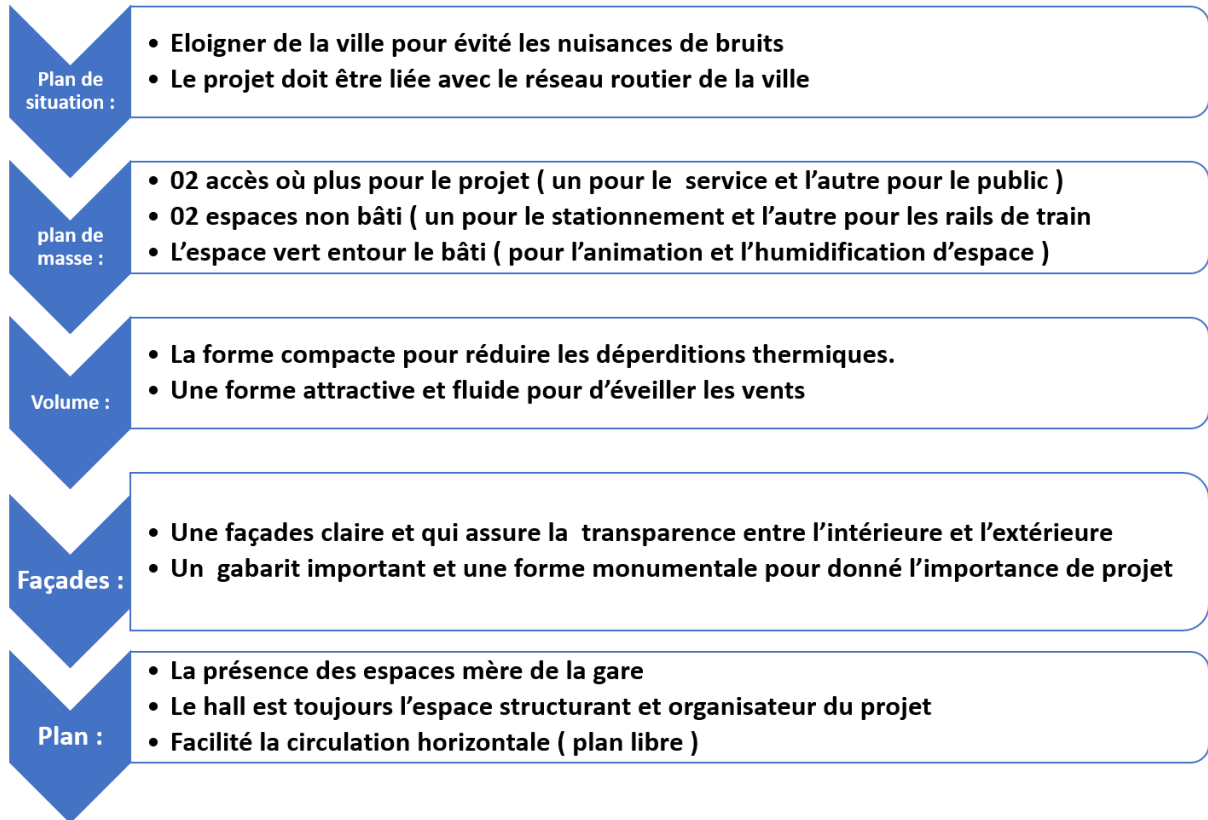 Plan de
situation :
• Eloigner de la ville pour évité les nuisances de bruits
• Le projet doit être liée avec le réseau routier de la ville
plan de
masse :
• 02 accès où plus pour le projet ( un pour le  service et l’autre pour le public )
• 02 espaces non bâti ( un pour le stationnement et l’autre pour les rails de train
• L’espace vert entour le bâti ( pour l’animation et l’humidification d’espace )
Volume :
• La forme compacte pour réduire les déperditions thermiques.
• Une forme attractive et fluide pour d’éveiller les vents
Façades :
• Une façades claire et qui assure la  transparence entre l’intérieure et l’extérieure
• Un  gabarit important et une forme monumentale pour donné l’importance de projet
Plan :
• La présence des espaces mère de la gare
• Le hall est toujours l’espace structurant et organisateur du projet
• Facilité la circulation horizontale ( plan libre )